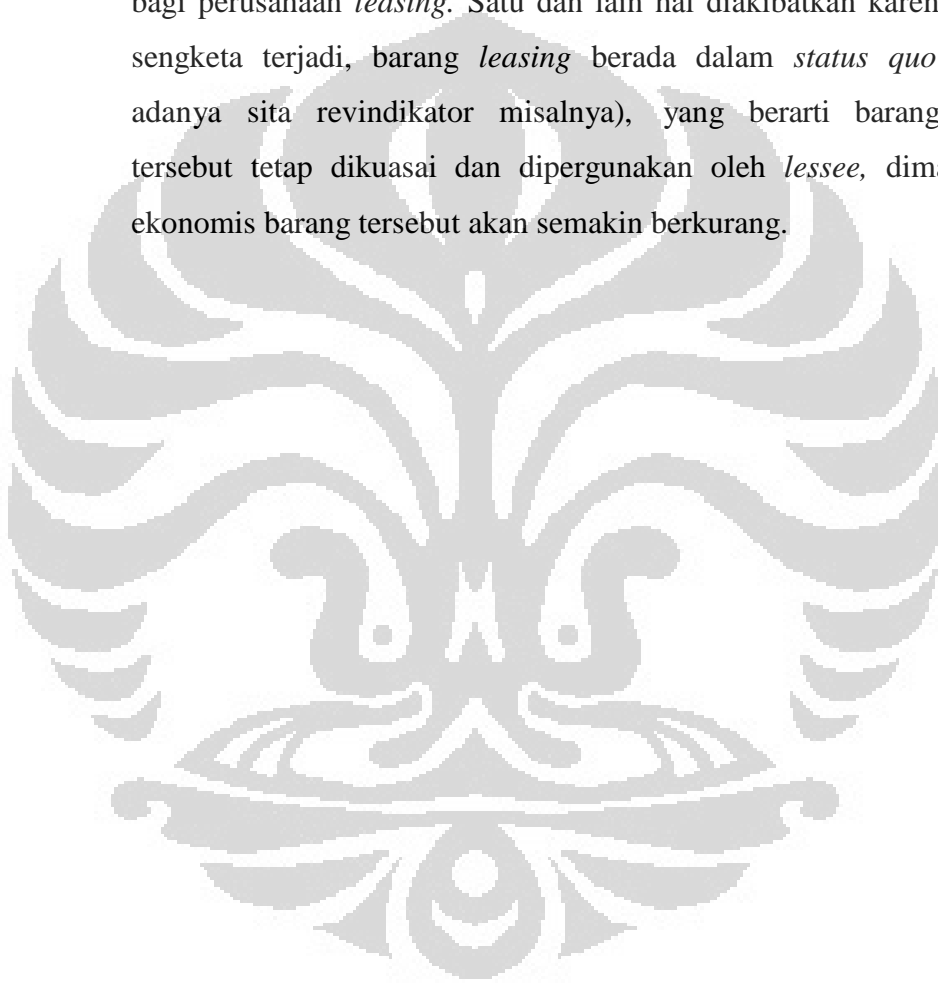 bagi perusahaan leasing. Satu dan lain hal diakibatkan karen
sengketa terjadi, barang leasing berada dalam status quo
adanya sita revindikator misalnya), yang berarti barang
tersebut tetap dikuasai dan dipergunakan oleh lessee, dima
ekonomis barang tersebut akan semakin berkurang.